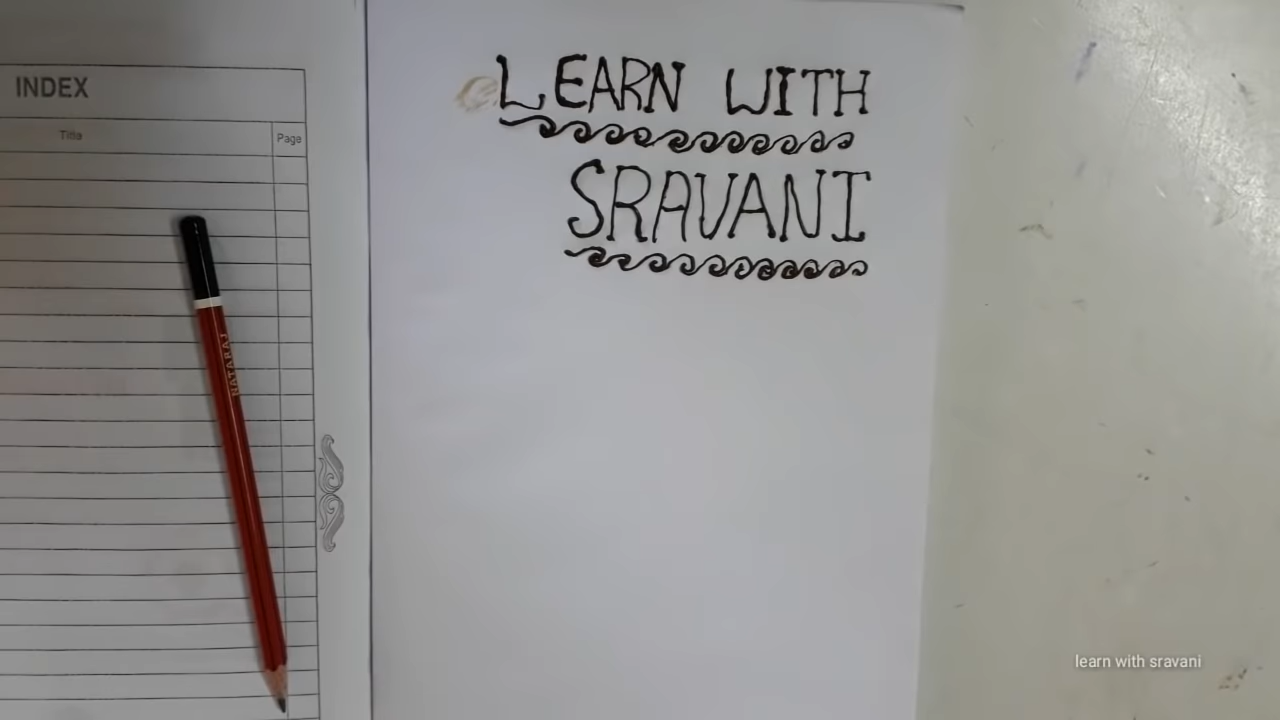 INDEX
Title
Page
LEARN WITH
SRAVANI
NATARAJ
learn with sravani